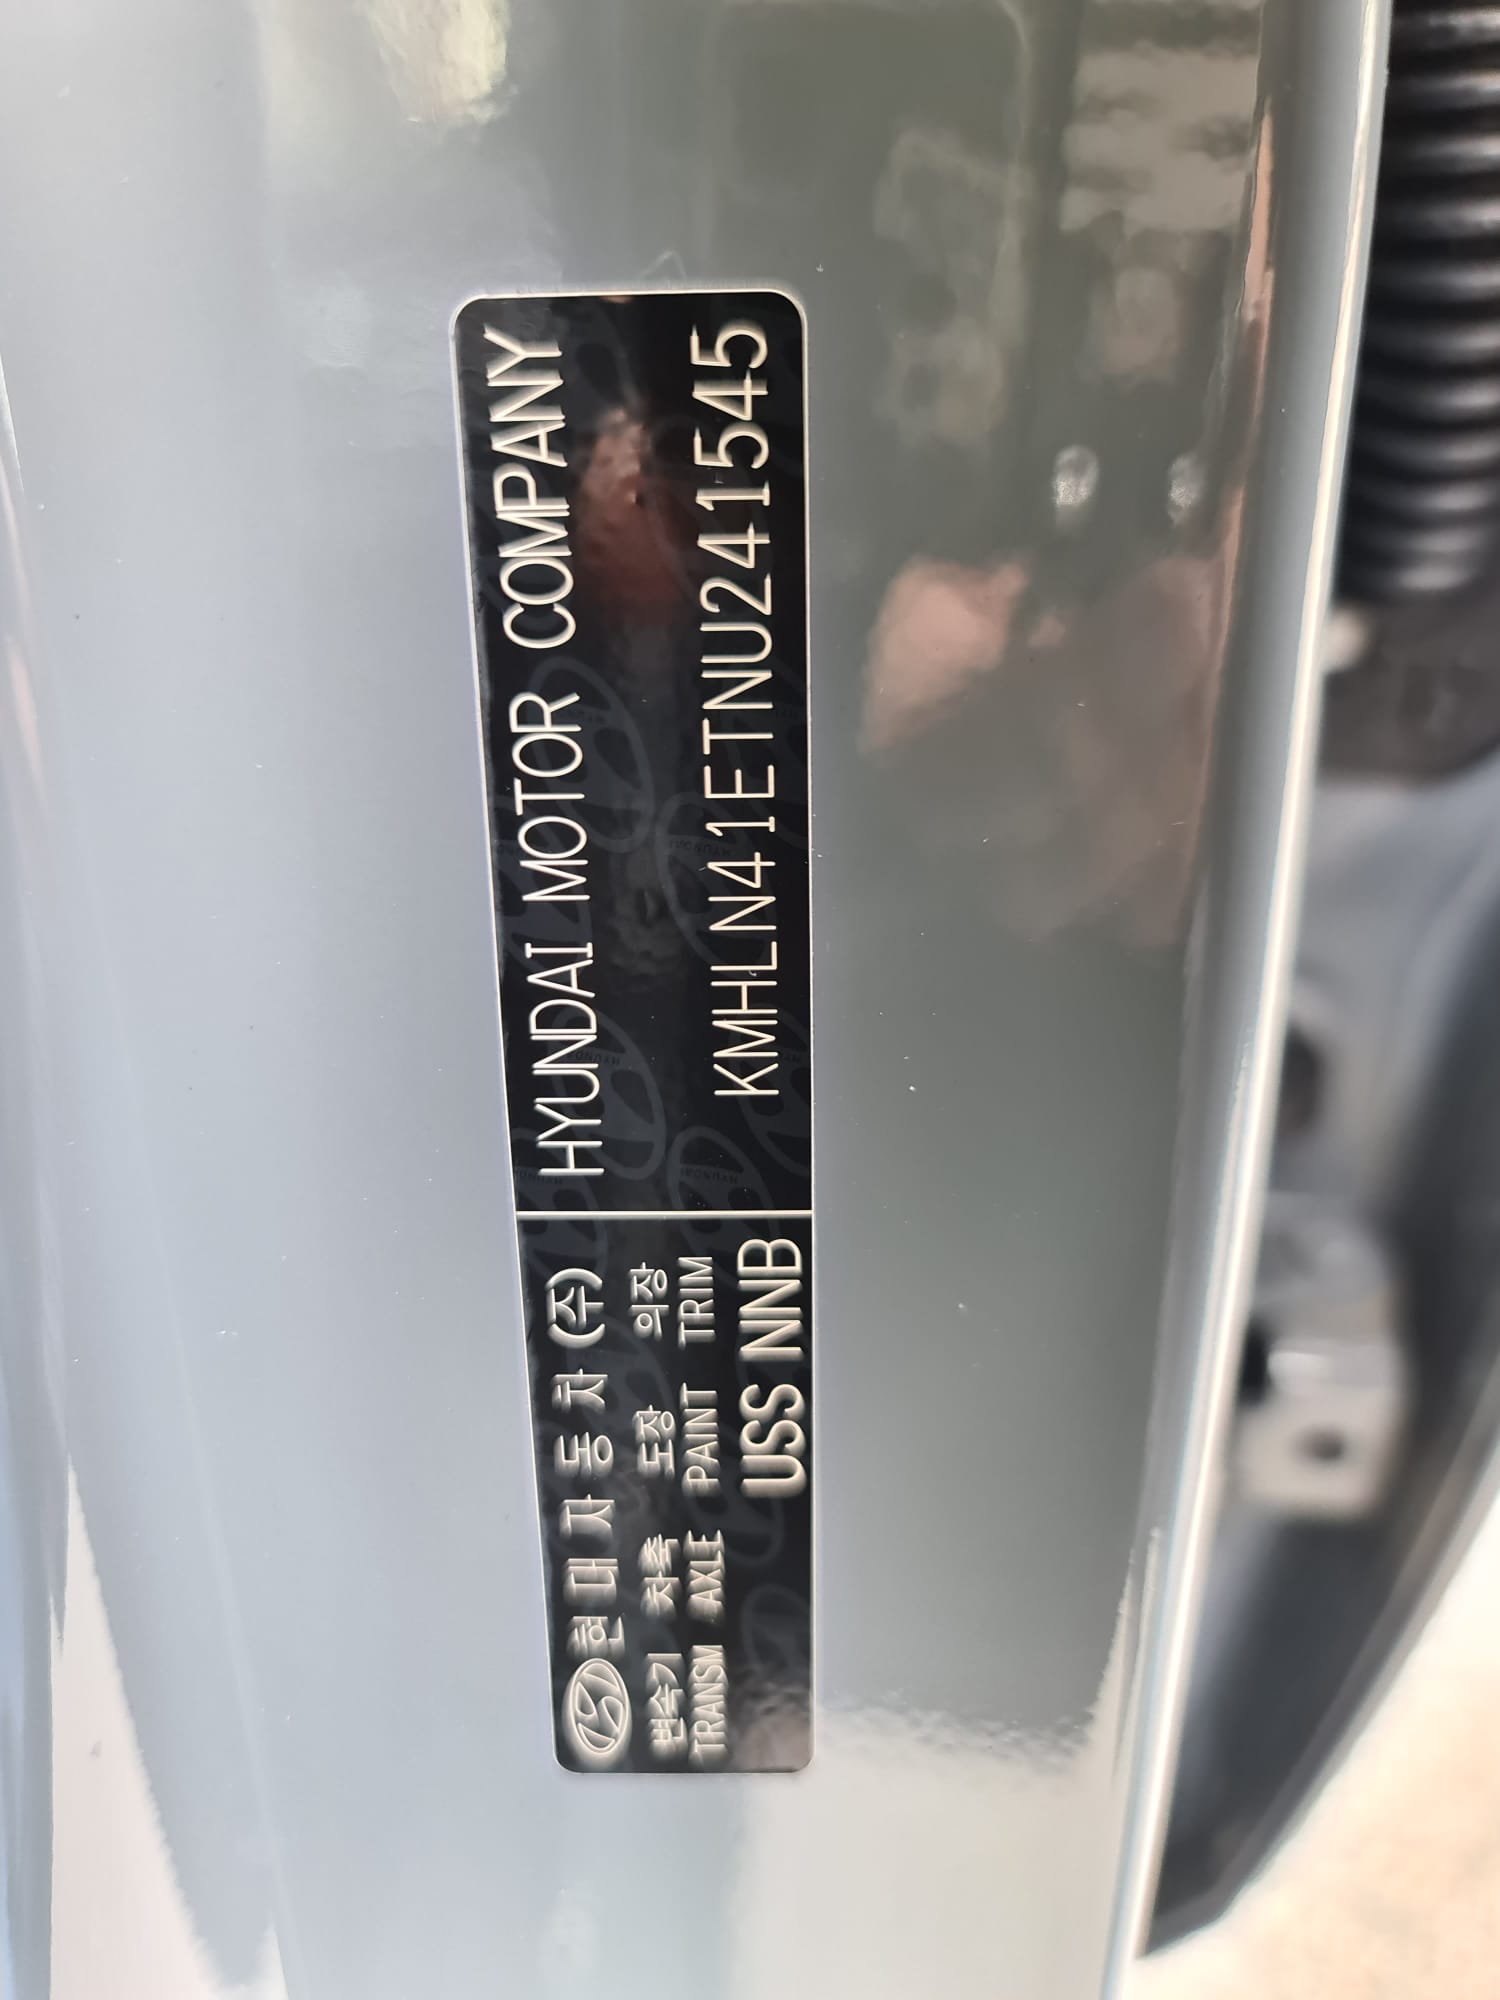 현대자동차(주)
변속기 차축 도장 의장
TRANSM AXLE PAINT TRIM
USS NNB
HYUNDAI MOTOR COMPANY
KMHLN41ETNU241545